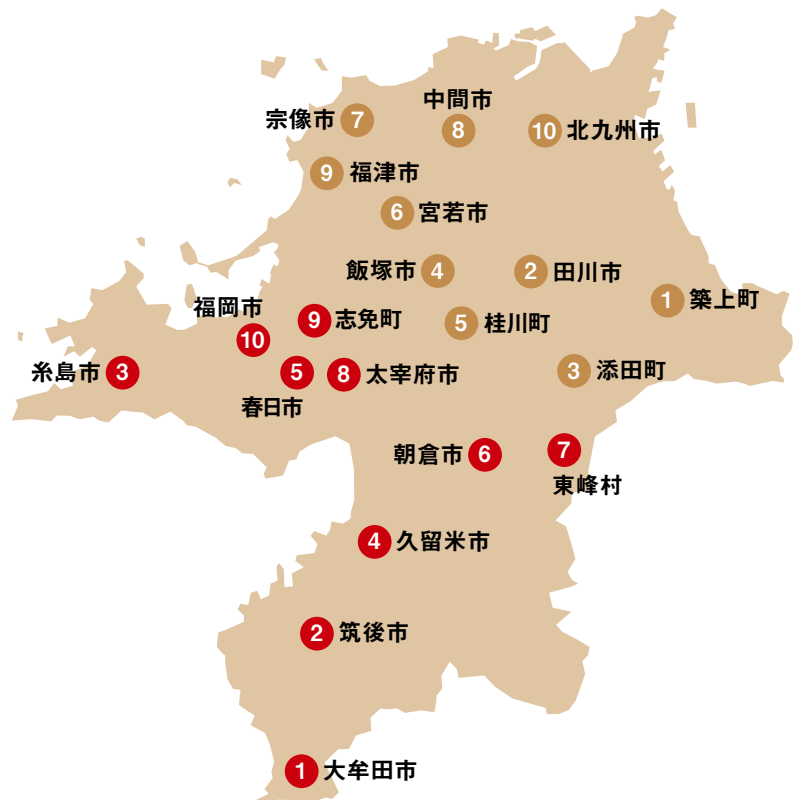 中間市
8
宗像市 7
10 北九州市
9 福津市
6 宮若市
飯塚市 4
2 田川市
1 築上町
福岡市
10
9 志免町
5 桂川町
糸島市 3
5
8 太宰府市
3 添田町
春日市
朝倉市 6
7
東峰村
4 久留米市
2 筑後市
1 大牟田市